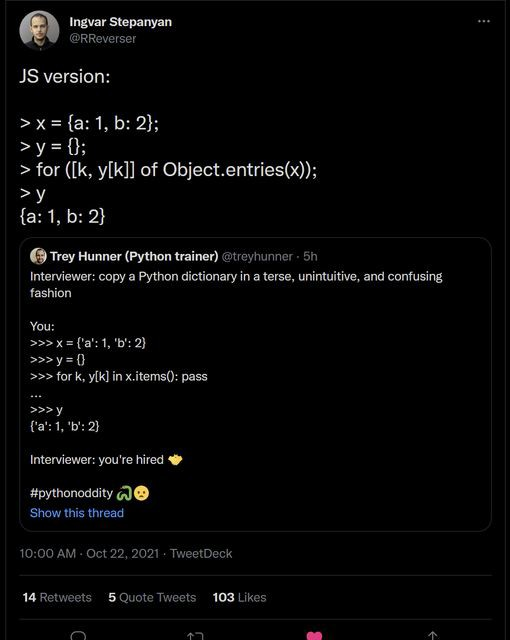 Ingvar Stepanyan
@RReverser
JS version:
> x = {a: 1, b: 2};
> y = {};
> for ([k, y[k]] of Object.entries(x));
> y
{a: 1, b: 2}
Trey Hunner (Python trainer) @treyhunner · 5h
Interviewer: copy a Python dictionary in a terse, unintuitive, and confusing
fashion
You:
>>> x = {'a': 1, 'b': 2}
>>> y = {}
>>> for k, y[k] in x.items(): pass
...
>>> y
{'a': 1, 'b': 2}
Interviewer: you're hired 🤝
#pythonoddity 🐍😕
Show this thread
10:00 AM · Oct 22, 2021 · TweetDeck
14 Retweets 5 Quote Tweets 103 Likes